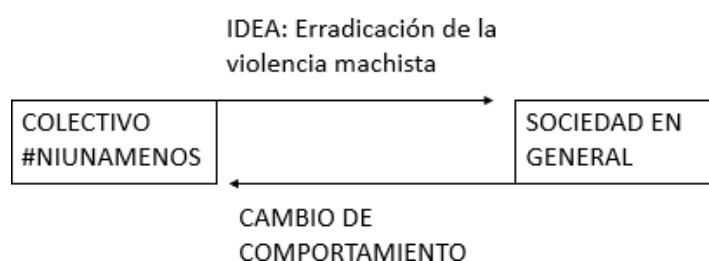 IDEA: Erradicación de la
violencia machista
COLECTIVO
#NIUNAMENOS
SOCIEDAD EN
GENERAL
CAMBIO DE
COMPORTAMIENTO